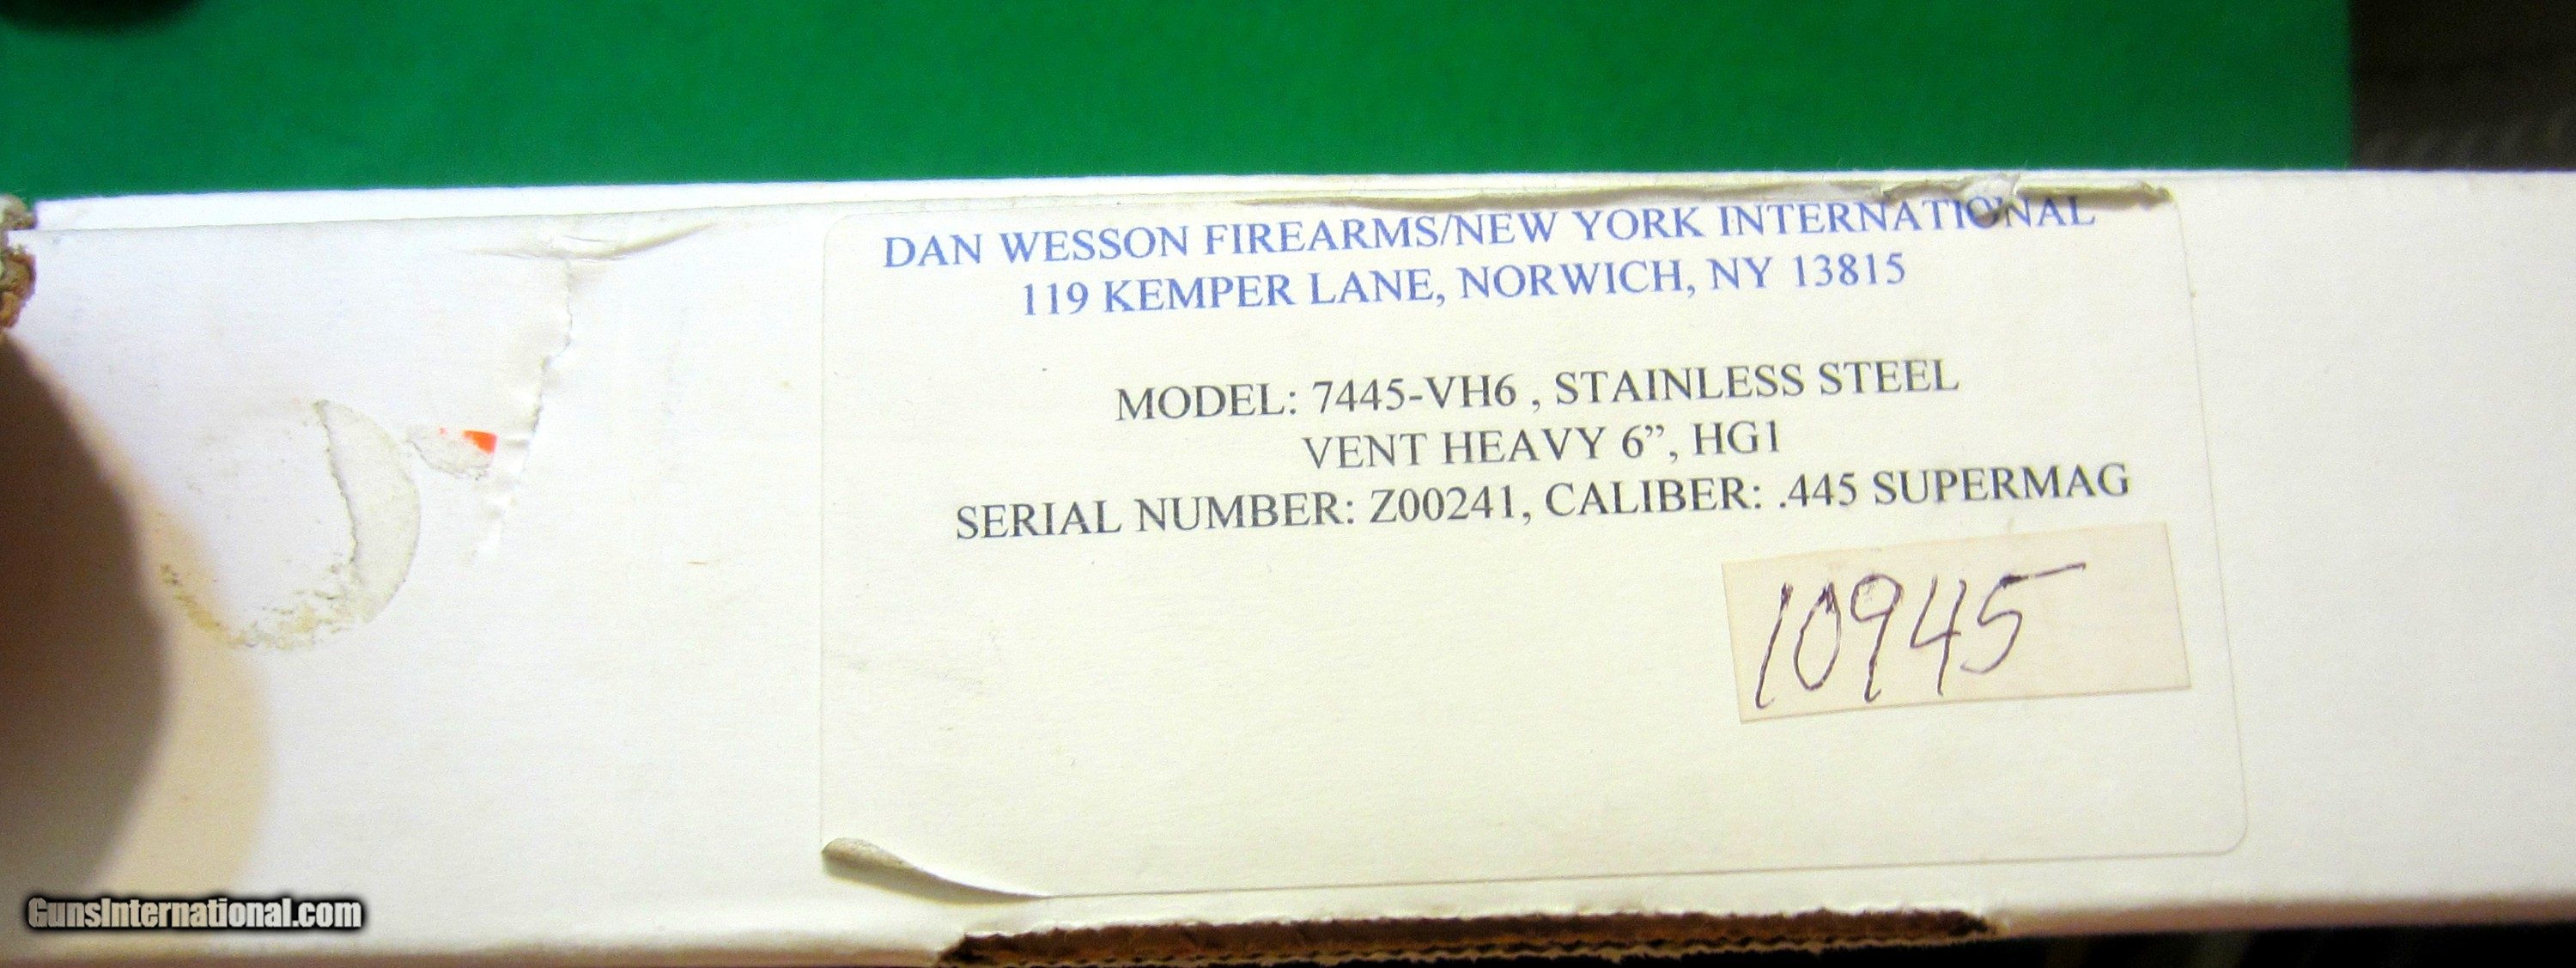 DAN WESSON FIREARMS/NEW YORK INTERNATIONAL
119 KEMPER LANE, NORWICH, NY 13815
MODEL: 7445-VH6 , STAINLESS STEEL
VENT HEAVY 6”, HG1
SERIAL NUMBER: Z00241, CALIBER: .445 SUPERMAG
10945
GunsInternational.com